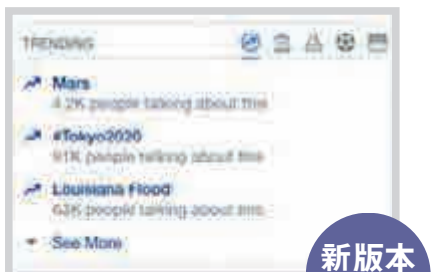 TRENDING
Mars
4.2K people talking about this
#Tokyo2020
91K people talking about this
Louisiana Flood
63K people talking about this
See More
新版本